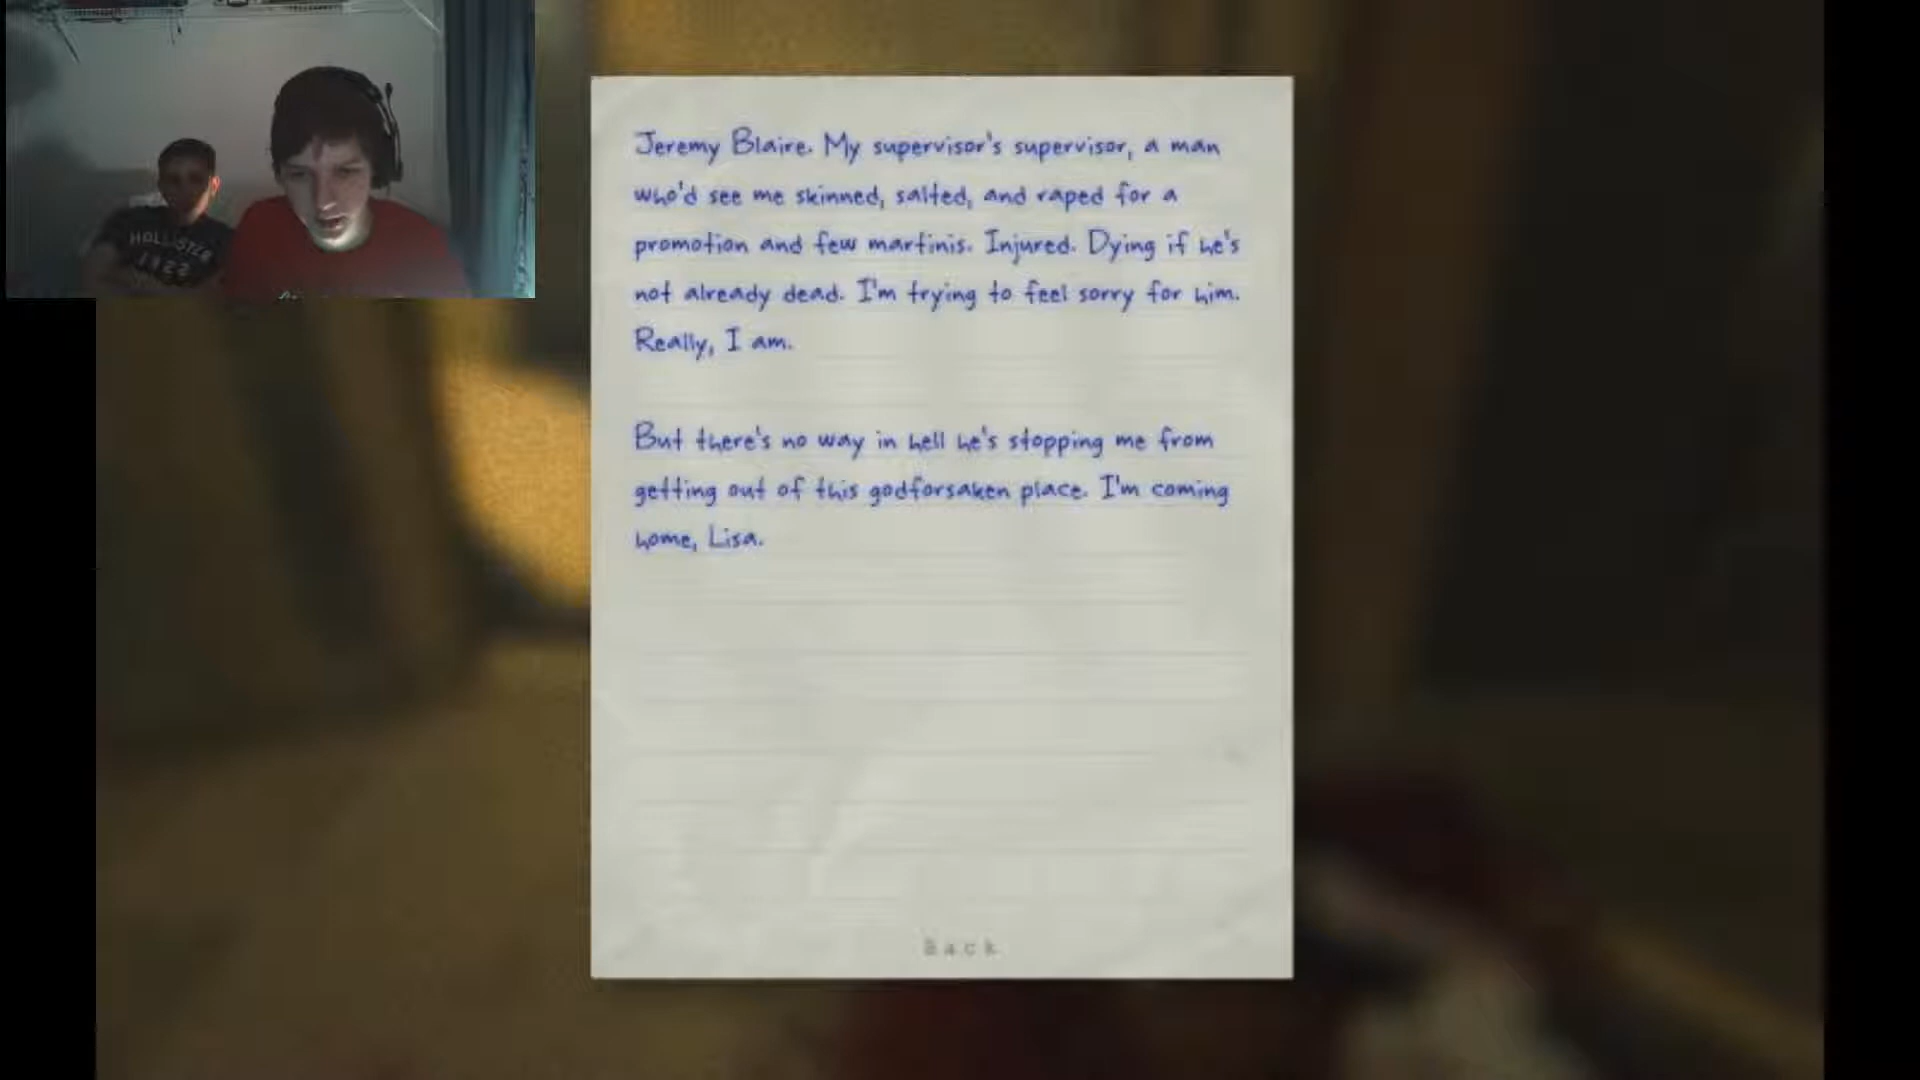 HOLLISTER
1922
Jeremy Blaire. My supervisor's supervisor, a man
who'd see me skinned, salted, and raped for a
promotion and few martinis. Injured. Dying if he's
not already dead. I'm trying to feel sorry for him.
Really, I am.
But there's no way in hell he's stopping me from
getting out of this godforsaken place. I'm coming
home, Lisa.
Back